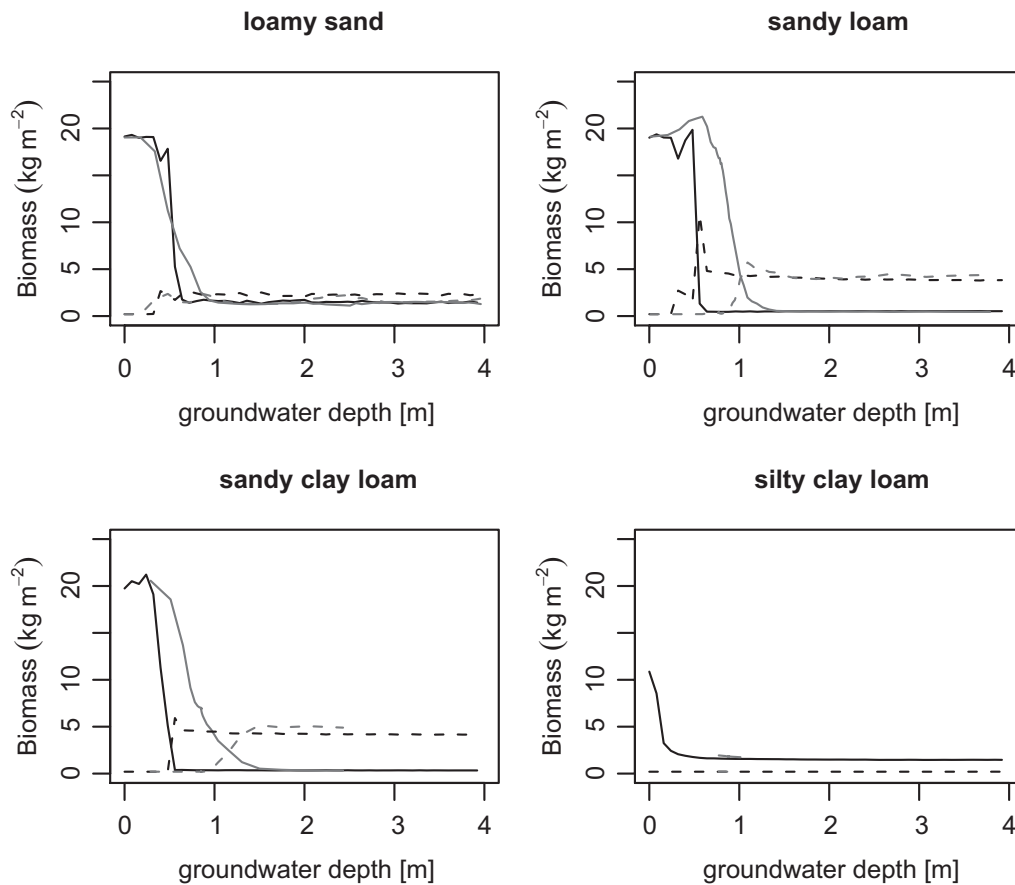 loamy sand
Biomass (kg m⁻²)
0 5 10 20
0 1 2 3 4
groundwater depth [m]
sandy loam
Biomass (kg m⁻²)
0 5 10 20
0 1 2 3 4
groundwater depth [m]
sandy clay loam
Biomass (kg m⁻²)
0 5 10 20
0 1 2 3 4
groundwater depth [m]
silty clay loam
Biomass (kg m⁻²)
0 5 10 20
0 1 2 3 4
groundwater depth [m]